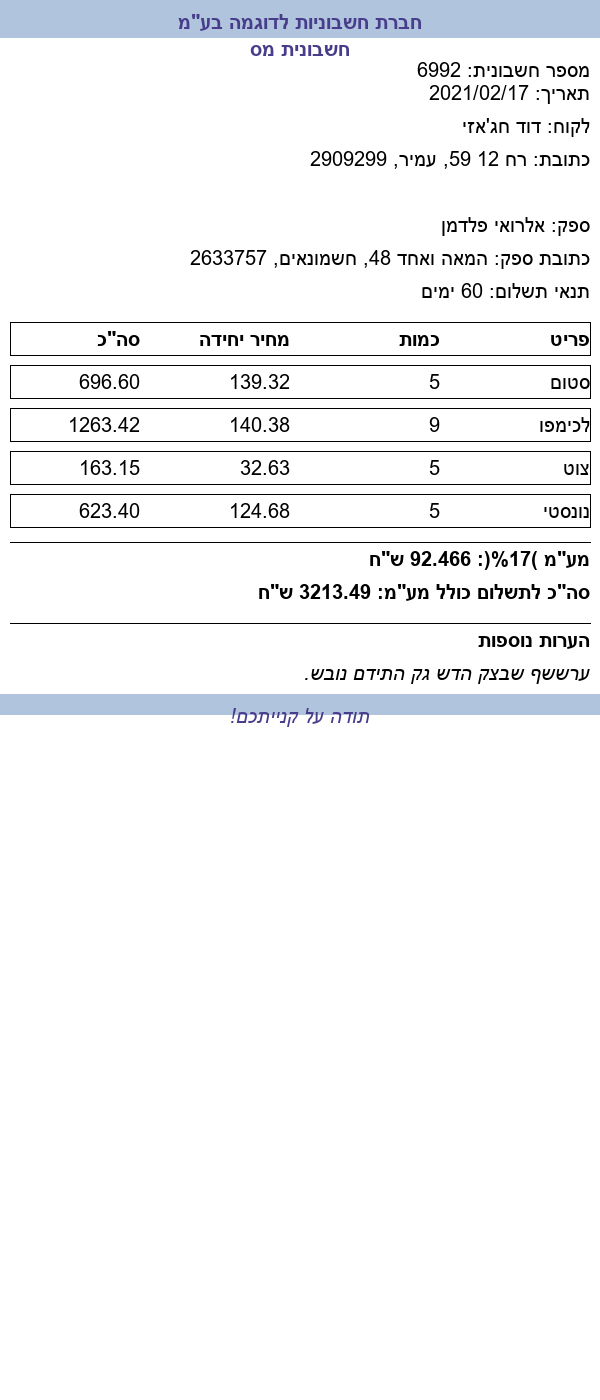 חברת חשבוניות לדוגמה בע"מ
חשבונית מס
מספר חשבונית: 6992
תאריך: 2021/02/17
לקוח: דוד חג'אזי
כתובת: רח 12 59, עמיר, 2909299
ספק: אלרואי פלדמן
כתובת ספק: המאה ואחד 48, חשמונאים, 2633757
תנאי תשלום: 60 ימים
פריט כמות מחיר יחידה סה"כ
סטום 5 139.32 696.60
לכימפו 9 140.38 1263.42
צוט 5 32.63 163.15
נונסטי 5 124.68 623.40
מע"מ )17%(: 92.466 ש"ח
סה"כ לתשלום כולל מע"מ: 3213.49 ש"ח
הערות נוספות
ערששף שבצק הדש גק התידם נובש.
תודה על קנייתכם!